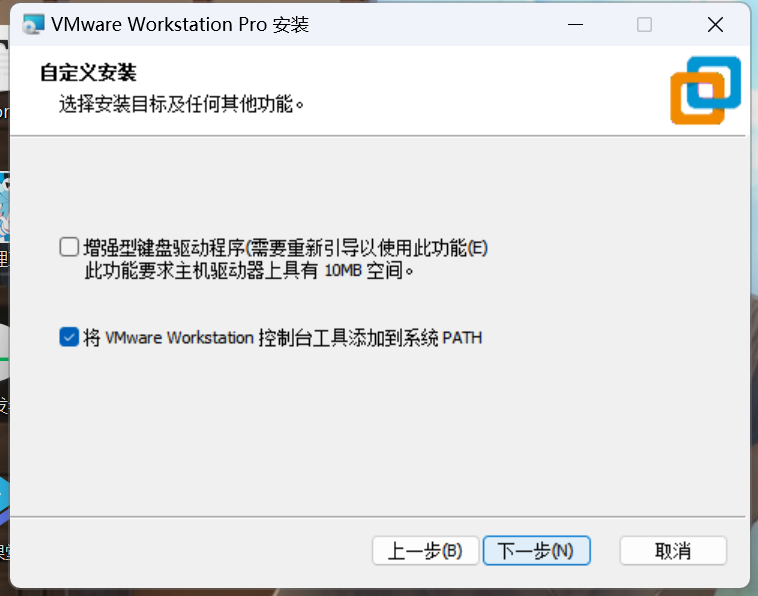 VMware Workstation Pro 安装
自定义安装
选择安装目标及任何其他功能。
增强型键盘驱动程序(需要重新引导以使用此功能(E)
此功能要求主机驱动器上具有 10MB 空间。
将 VMware Workstation 控制台工具添加到系统 PATH
上一步(B)
下一步(N)
取消